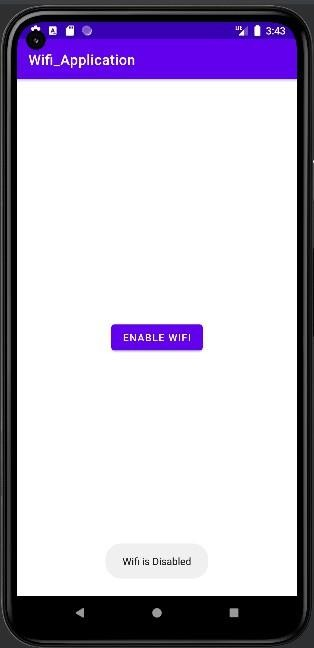 3:43
Wifi_Application
ENABLE WIFI
Wifi is Disabled